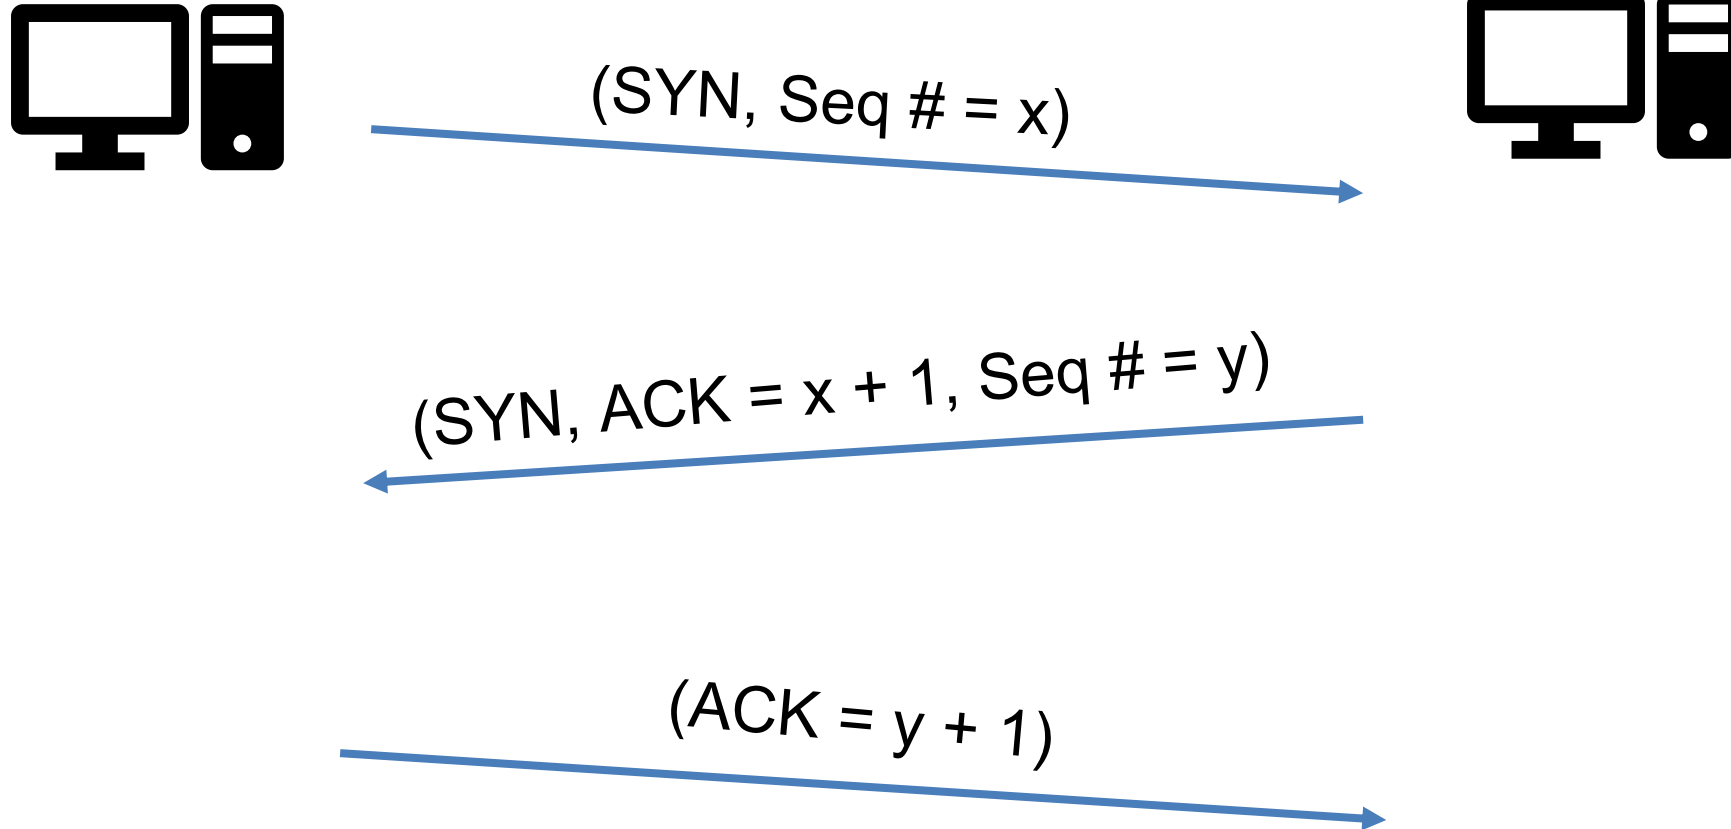 (SYN, Seq # = x)
(SYN, ACK = x + 1, Seq # = y)
(ACK = y + 1)